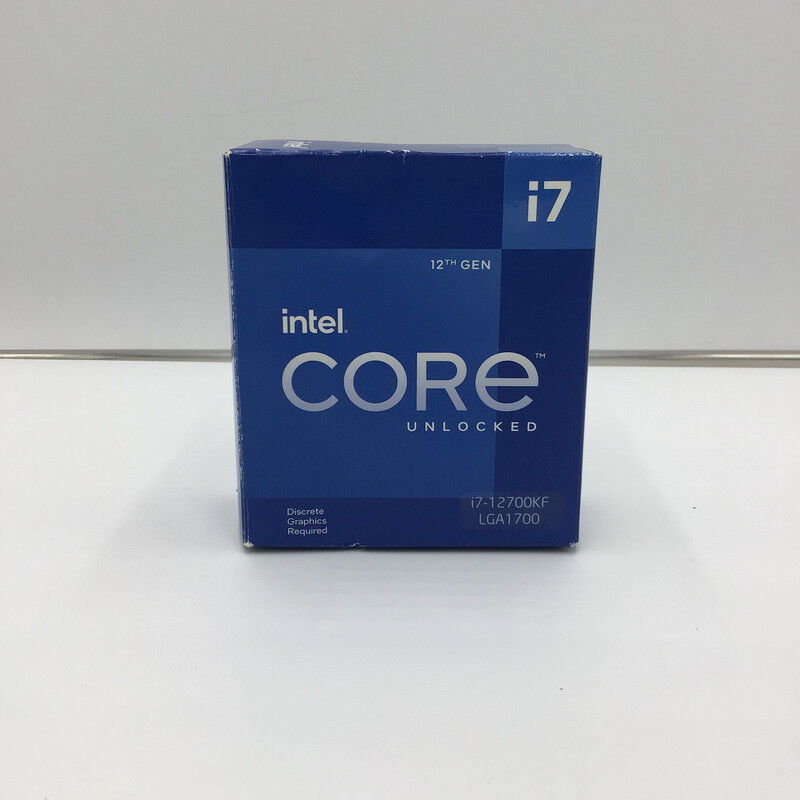 i7
12TH GEN
intel.
CORE™
UNLOCKED
Discrete
Graphics
Required
i7-12700KF
LGA1700